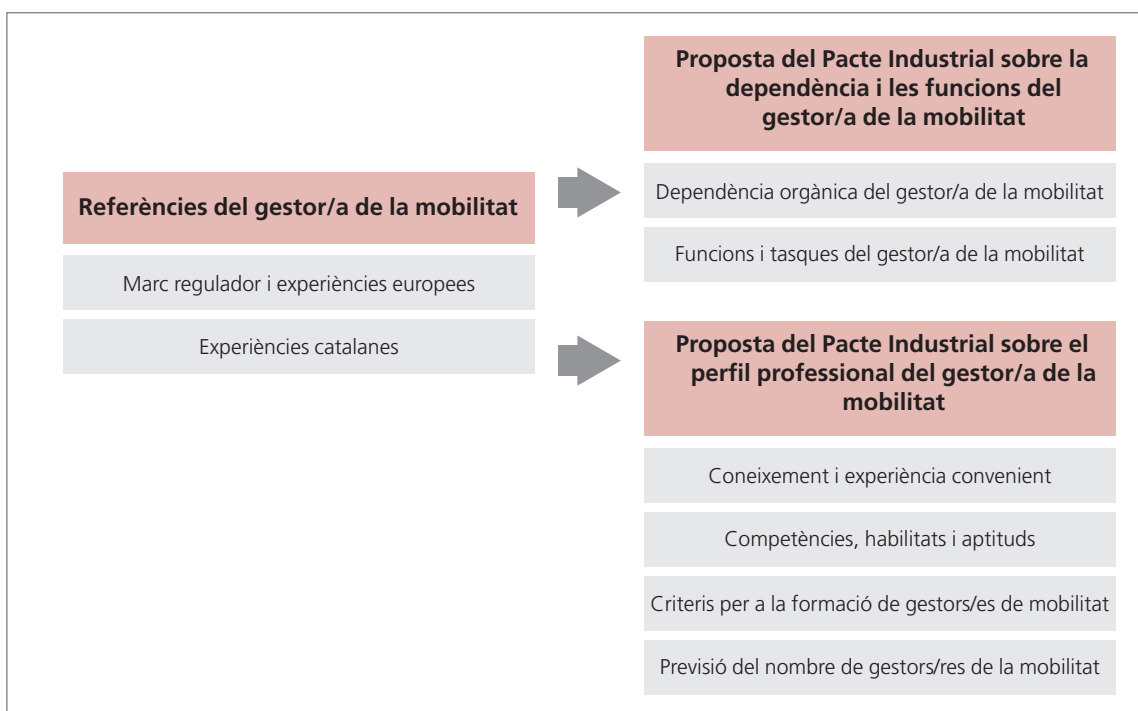 Referències del gestor/a de la mobilitat
Marc regulador i experiències europees
Experiències catalanes
Proposta del Pacte Industrial sobre la
dependència i les funcions del
gestor/a de la mobilitat
Dependència orgànica del gestor/a de la mobilitat
Funcions i tasques del gestor/a de la mobilitat
Proposta del Pacte Industrial sobre el
perfil professional del gestor/a de la
mobilitat
Coneixement i experiència convenient
Competències, habilitats i aptituds
Criteris per a la formació de gestors/es de mobilitat
Previsió del nombre de gestors/res de la mobilitat